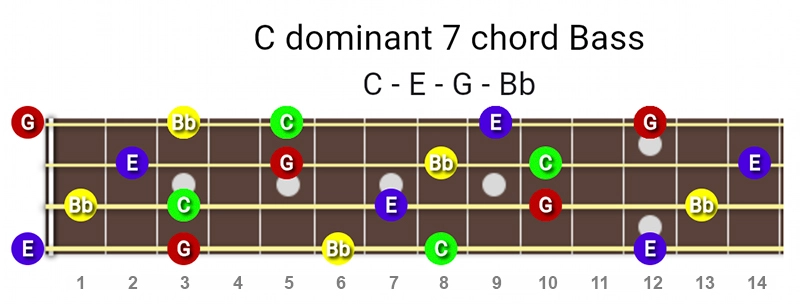 C dominant 7 chord Bass
C - E - G - Bb
G Bb C E G
E G Bb C E
Bb C E G Bb
E G Bb C E
1 2 3 4 5 6 7 8 9 10 11 12 13 14